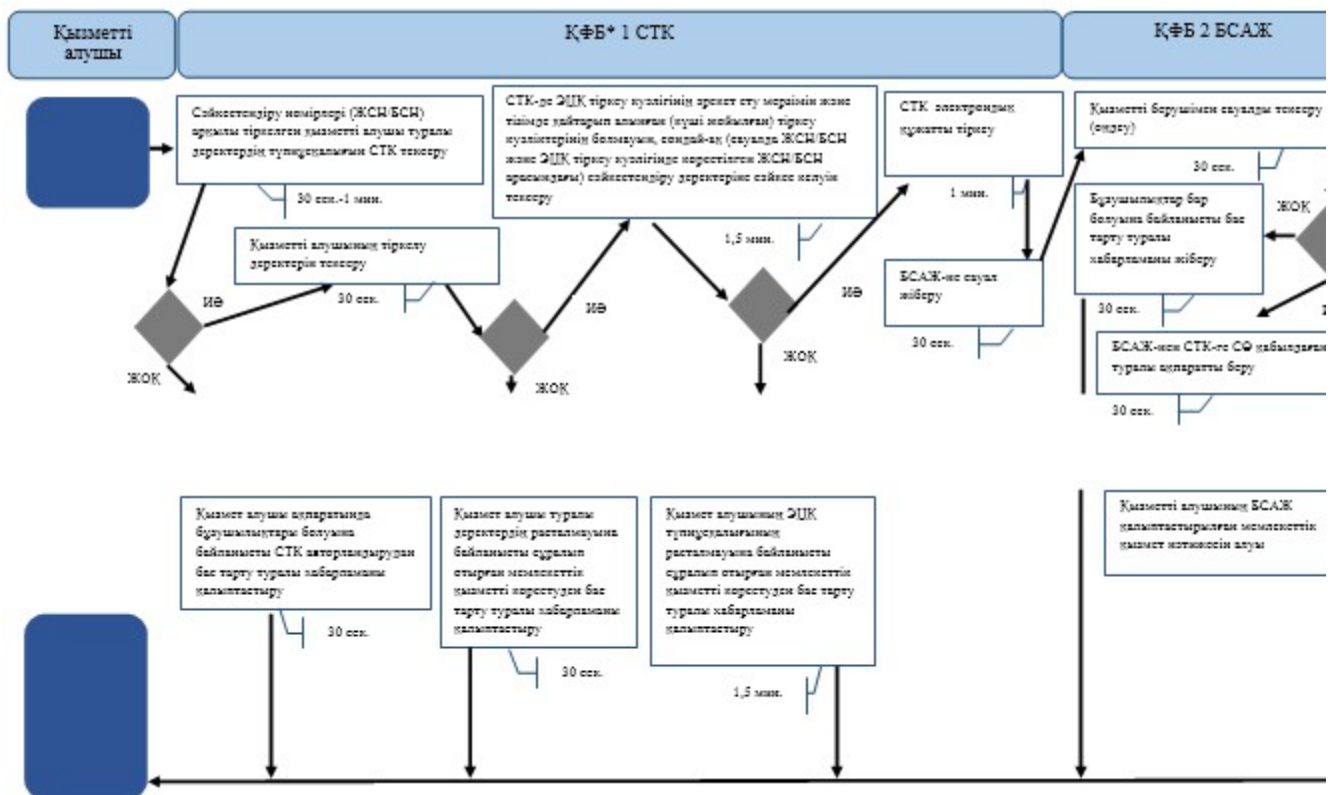 Қызметті
алушы
ҚФБ* 1 СТК
ҚФБ 2 БСАЖ
Сәйкестендіру нөмірлері (ЖСН/БСН)
арқылы тіркелген қызметті алушы туралы
деректердің түпнұсқалығын СТК тексеру
30 сек.-1 мин.
Қызметті алушының тіркелу
деректерін тексеру
30 сек.
СТК-де ЭЦҚ тіркеу куәлігінің әрекет ету мерзімін және
тізімде қайтарып алынған (күші жойылған) тіркеу
куәліктерінің болмауын, сондай-ақ (сауалда ЖСН/БСН
және ЭЦҚ тіркеу куәлігінде көрсетілген ЖСН/БСН
арасындағы) сәйкестендіру деректеріне сәйкес келуін
тексеру
1,5 мин.
СТК электрондық
құжатты тіркеу
1 мин.
БСАЖ-не сауал
жіберу
30 сек.
Қызметті берушімен сауалды тексеру
(өңдеу)
30 сек.
Бұзушылықтар бар
болуына байланысты бас
тарту туралы
хабарламаны жіберу
30 сек.
ЖОҚ
БСАЖ-нен СТК-ге СӨ қабылдаған
туралы ақпаратты беру
30 сек.
ИӘ
ЖОҚ
ИӘ
ЖОҚ
ИӘ
ЖОҚ
Қызмет алушы ақпаратында
бұзушылықтары болуына
байланысты СТК авторландырудан
бас тарту туралы хабарламаны
қалыптастыру
30 сек.
Қызмет алушы туралы
деректердің расталмауына
байланысты сұралып
отырған мемлекеттік
қызметті көрсетуден бас
тарту туралы хабарламаны
қалыптастыру
30 сек.
Қызмет алушының ЭЦҚ
түпнұсқалығының
расталмауына байланысты
сұралып отырған мемлекеттік
қызметті көрсетуден бас тарту
туралы хабарламаны
қалыптастыру
1,5 мин.
Қызметті алушының БСАЖ
қалыптастырылған мемлекеттік
қызмет нәтижесін алуы